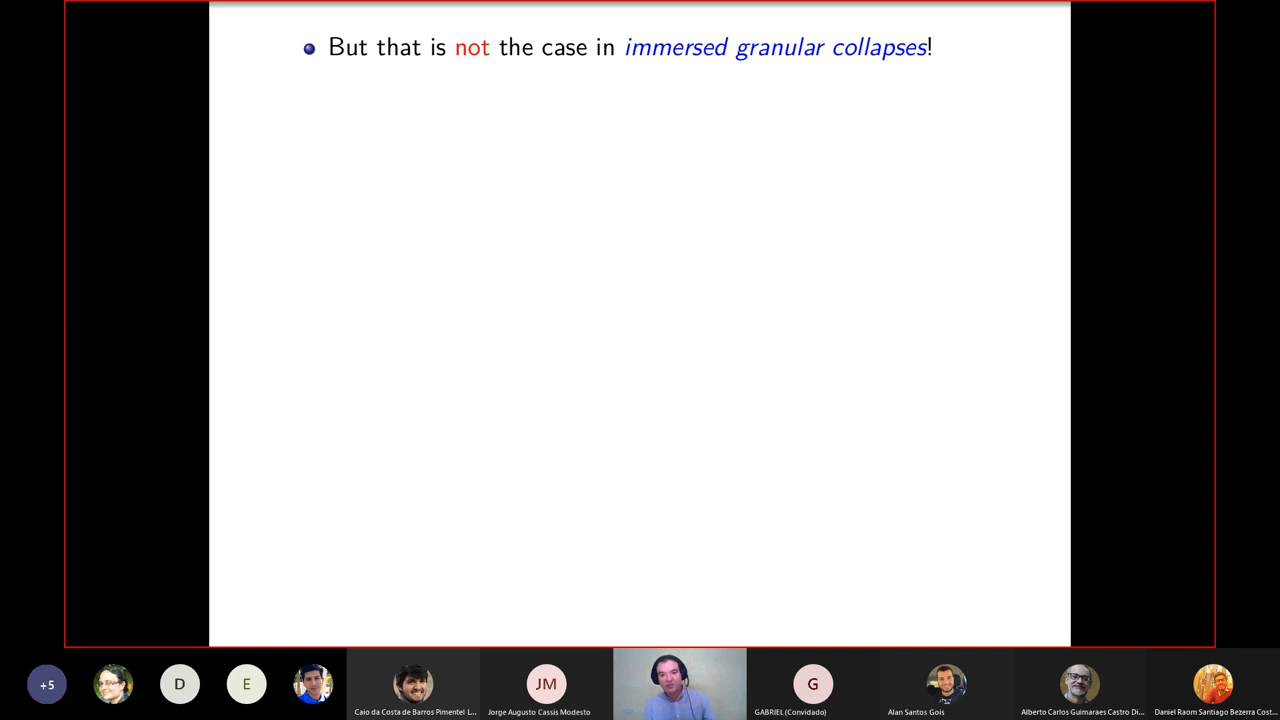 But that is not the case in immersed granular collapses!
+5
D
E
Caio da Costa de Barros Pimentel L...
JM
Jorge Augusto Cassis Modesto
G
GABRIEL (Convidado)
Alan Santos Gois
Alberto Carlos Guimaraes Castro Di...
Daniel Raom Santiago Bezerra Cost...